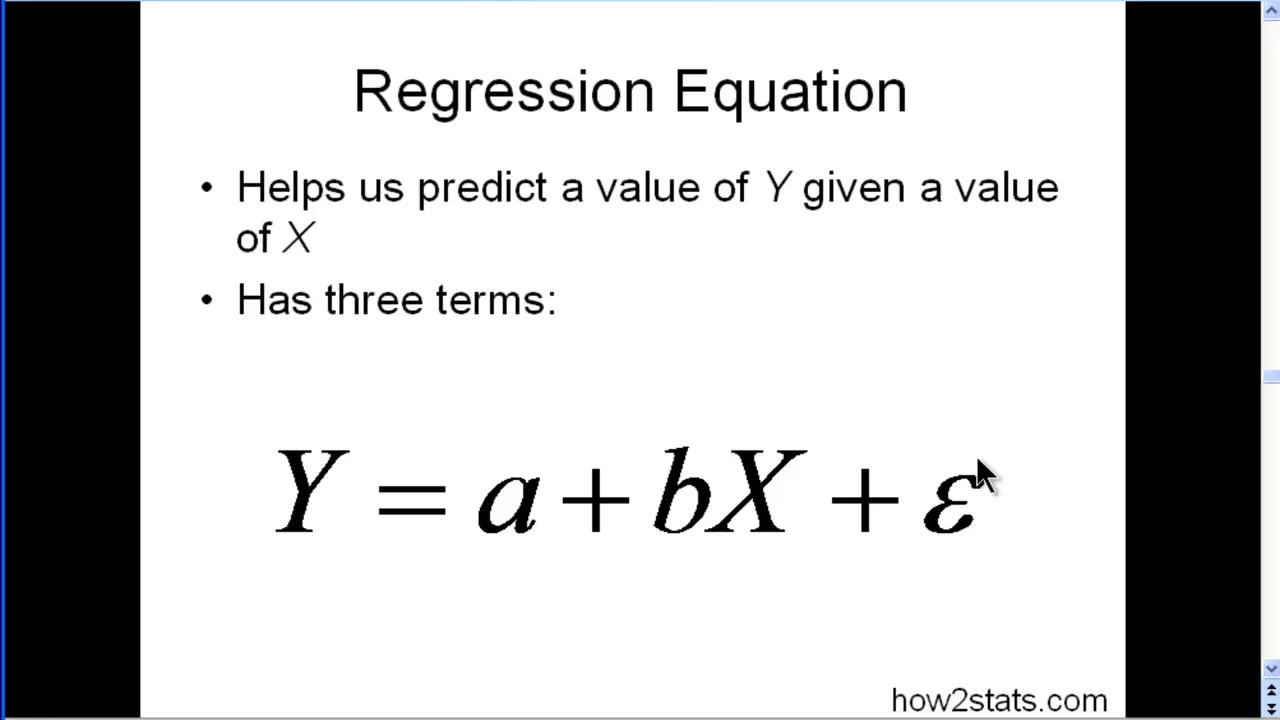 Regression Equation
• Helps us predict a value of Y given a value
of X
• Has three terms:
Y = a + bX + ε
how2stats.com